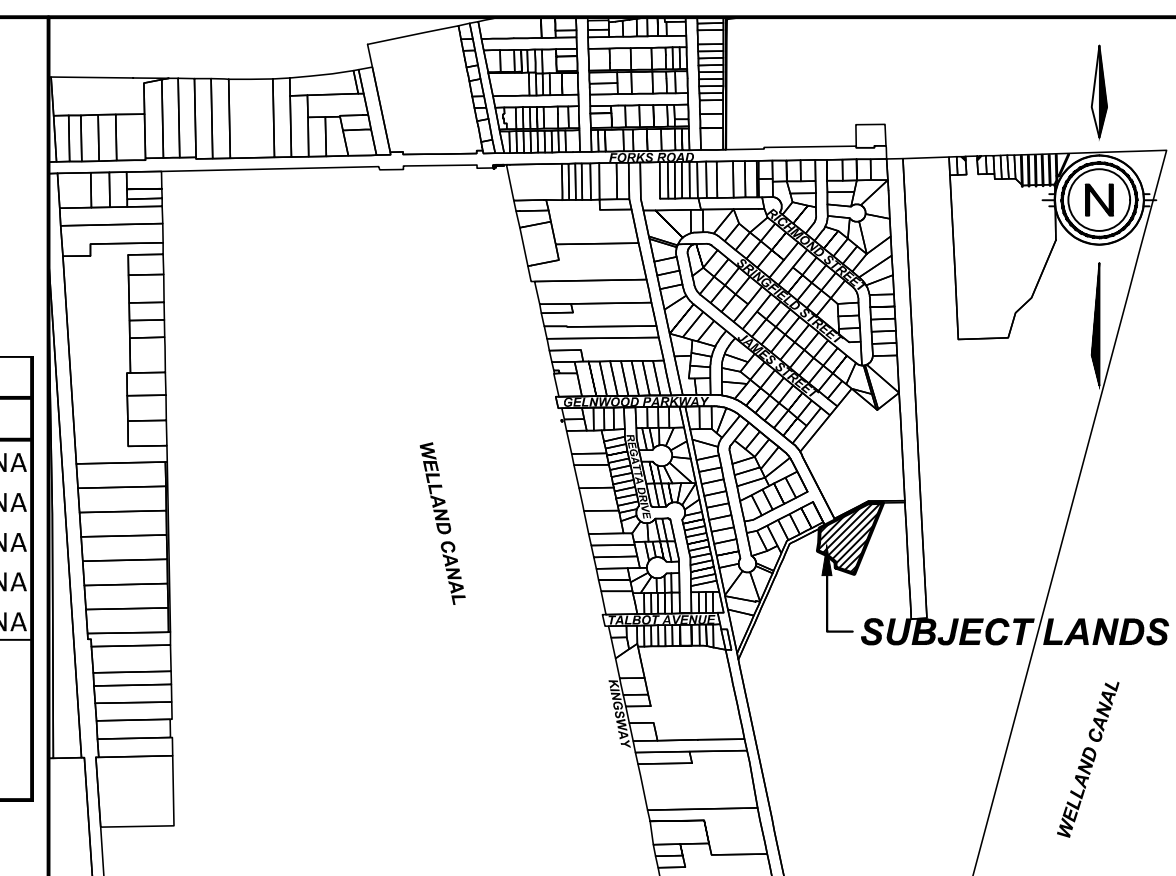 FORKS ROAD
N
RICHMOND STREET
SRINGFIELD STREET
JAMES STREET
GELNWOOD PARKWAY
REGATTA DRIVE
WELLAND CANAL
NA
NA
NA
NA
NA
TALBOT AVENUE
SUBJECT LANDS
KINGSWAY
WELLAND CANAL